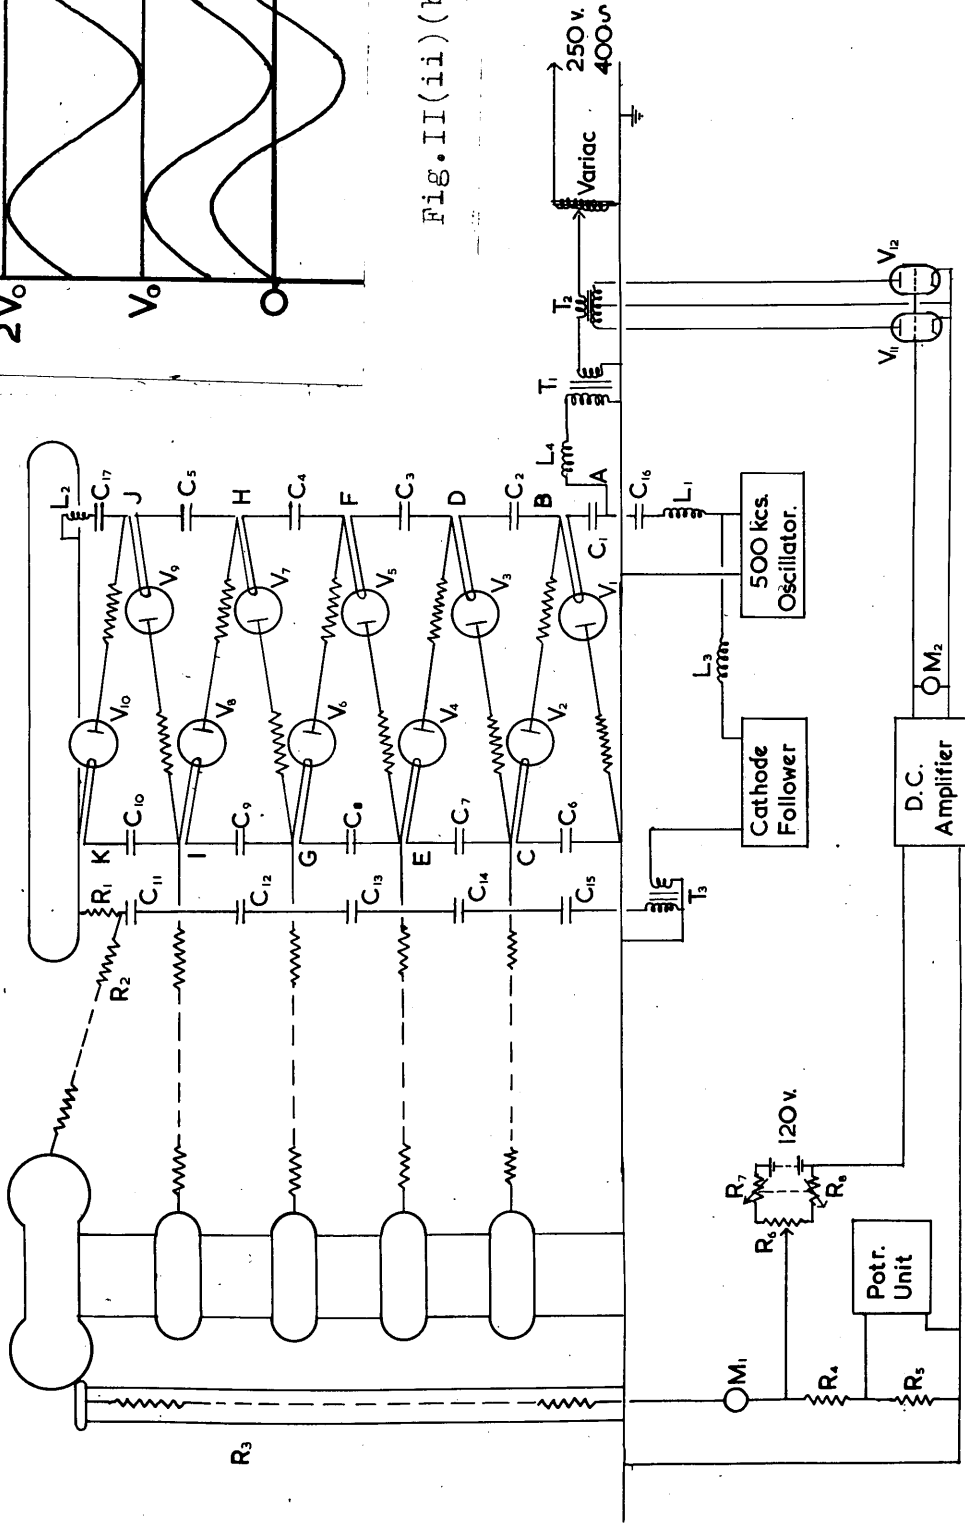 2V₀
V₀
O
Fig.II(ii)(b
250 v.
400 S
Variac
T₂
T₁
L₄
A
L₂
C₁₇
J
C₅
H
C₄
F
C₃
D
C₂
B
C₁
C₁₆
L₁
500 kcs.
Oscillator.
V₉
V₇
V₅
V₃
V₁
V₁₀
V₈
V₆
V₄
V₂
L₃
K
C₁₀
I
C₉
G
C₈
E
C₇
C
C₆
Cathode
Follower
R₁
C₁₁
C₁₂
C₁₃
C₁₄
C₁₅
T₃
R₂
V₁₁
V₁₂
M₂
D.C.
Amplifier
120 v.
R₇
R₈
R₆
Potr.
Unit
R₃
M₁
R₄
R₅